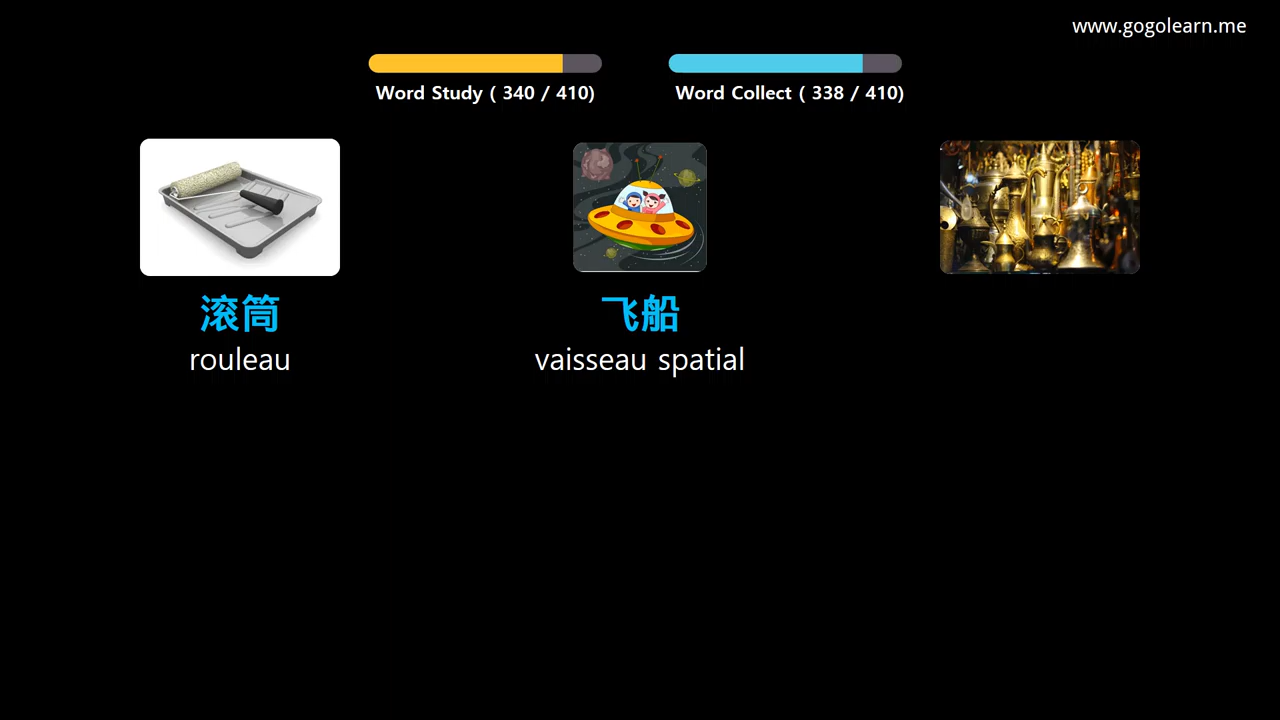 www.gogolearn.me
Word Study ( 340 / 410)
Word Collect ( 338 / 410)
滚筒
rouleau
飞船
vaisseau spatial